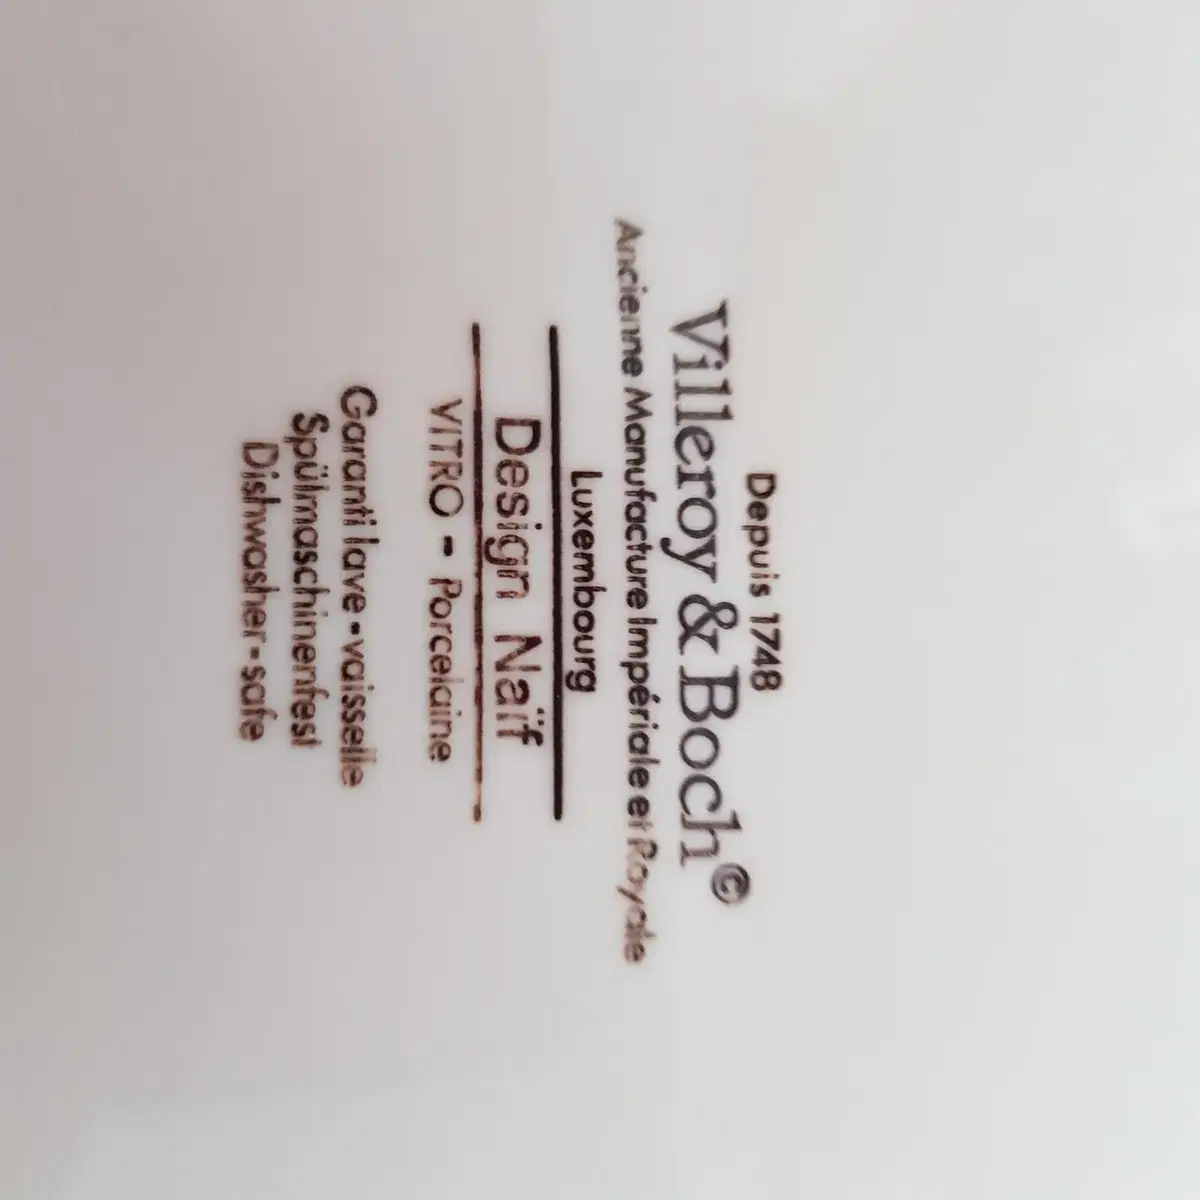 Depuis 1748
Villeroy & Boch©
Ancienne Manufacture Impériale et Royale
Luxembourg
Design Naïf
VITRO - Porcelaine
Garanti lave-vaisselle
Spülmaschinenfest
Dishwasher-safe